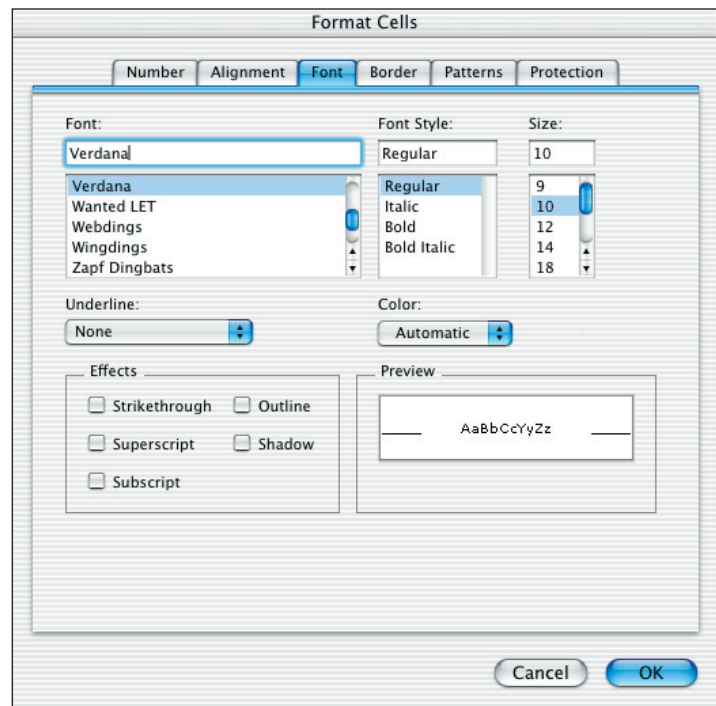 Format Cells
Number Alignment Font Border Patterns Protection
Font: Font Style: Size:
Verdana Regular 10
Verdana Regular 9
Wanted LET Italic 10
Webdings Bold 12
Wingdings Bold Italic 14
Zapf Dingbats 18
Underline: Color:
None Automatic
Effects Preview
Strikethrough Outline
AaBbCcYyZz
Superscript Shadow
Subscript
Cancel OK